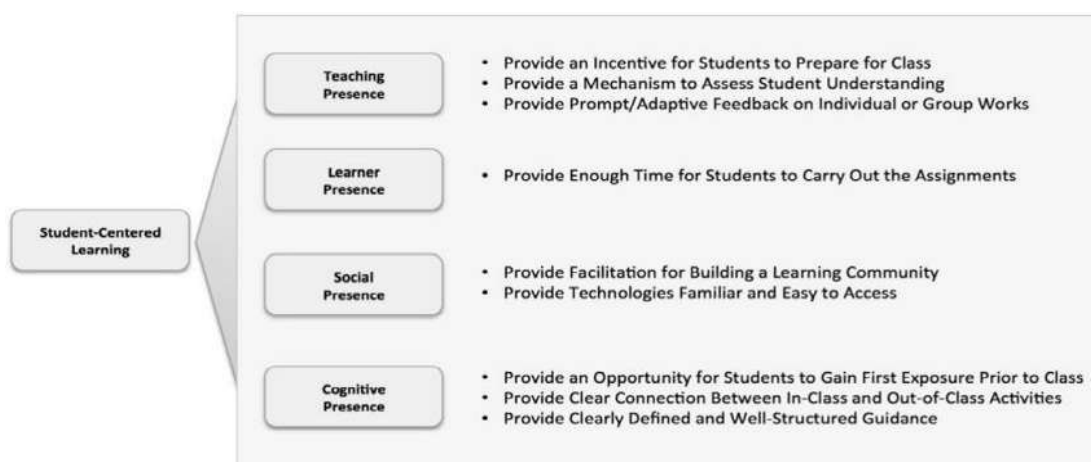 Student-Centered
Learning
Teaching
Presence
• Provide an Incentive for Students to Prepare for Class
• Provide a Mechanism to Assess Student Understanding
• Provide Prompt/Adaptive Feedback on Individual or Group Works
Learner
Presence
• Provide Enough Time for Students to Carry Out the Assignments
Social
Presence
• Provide Facilitation for Building a Learning Community
• Provide Technologies Familiar and Easy to Access
Cognitive
Presence
• Provide an Opportunity for Students to Gain First Exposure Prior to Class
• Provide Clear Connection Between In-Class and Out-of-Class Activities
• Provide Clearly Defined and Well-Structured Guidance